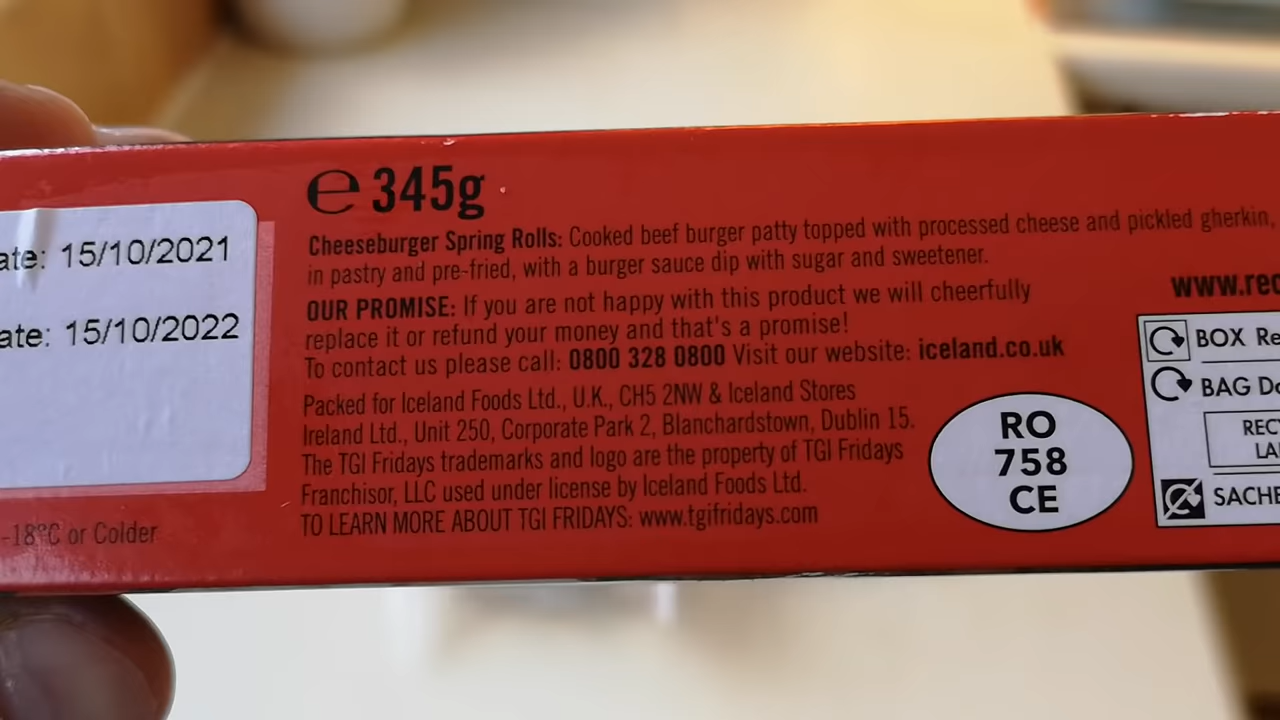 ate: 15/10/2021
ate: 15/10/2022
-18°C or Colder
℮ 345g
Cheeseburger Spring Rolls: Cooked beef burger patty topped with processed cheese and pickled gherkin,
in pastry and pre-fried, with a burger sauce dip with sugar and sweetener.
OUR PROMISE: If you are not happy with this product we will cheerfully
replace it or refund your money and that's a promise!
To contact us please call: 0800 328 0800 Visit our website: iceland.co.uk
Packed for Iceland Foods Ltd., U.K., CH5 2NW & Iceland Stores
Ireland Ltd., Unit 250, Corporate Park 2, Blanchardstown, Dublin 15.
The TGI Fridays trademarks and logo are the property of TGI Fridays
Franchisor, LLC used under license by Iceland Foods Ltd.
TO LEARN MORE ABOUT TGI FRIDAYS: www.tgifridays.com
RO
758
CE
www.rec
BOX Re
BAG Do
RECY
LA
SACHE